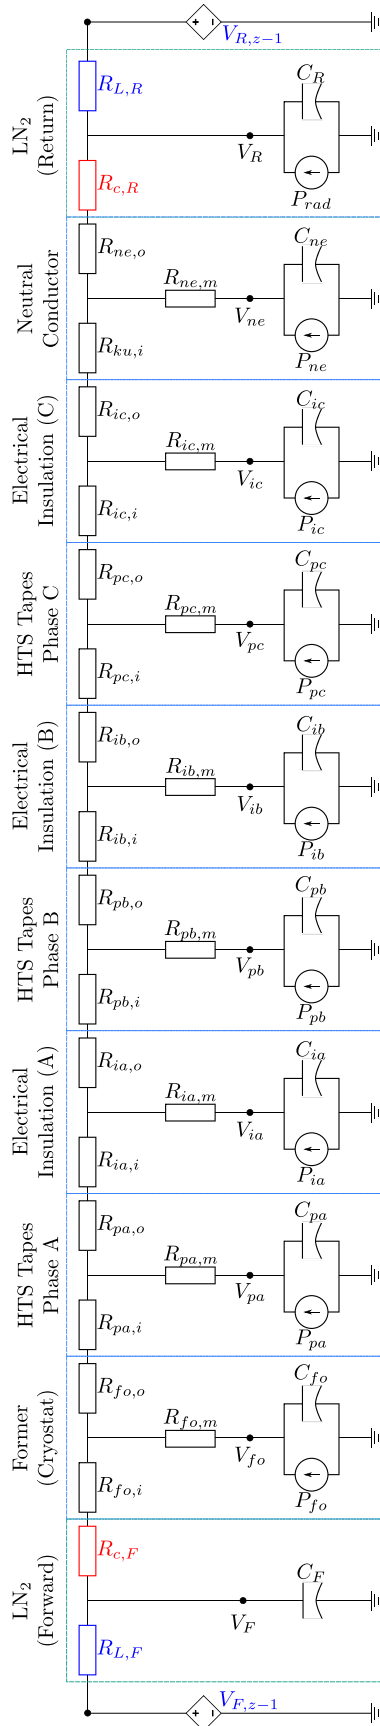 V_{R,z−1}
LN₂
(Return)
R_{L,R}
C_R
V_R
R_{c,R}
P_{rad}
Neutral
Conductor
R_{ne,o}
C_{ne}
R_{ne,m}
V_{ne}
R_{ku,i}
P_{ne}
Electrical
Insulation (C)
R_{ic,o}
C_{ic}
R_{ic,m}
V_{ic}
R_{ic,i}
P_{ic}
HTS Tapes
Phase C
R_{pc,o}
C_{pc}
R_{pc,m}
V_{pc}
R_{pc,i}
P_{pc}
Electrical
Insulation (B)
R_{ib,o}
C_{ib}
R_{ib,m}
V_{ib}
R_{ib,i}
P_{ib}
HTS Tapes
Phase B
R_{pb,o}
C_{pb}
R_{pb,m}
V_{pb}
R_{pb,i}
P_{pb}
Electrical
Insulation (A)
R_{ia,o}
C_{ia}
R_{ia,m}
V_{ia}
R_{ia,i}
P_{ia}
HTS Tapes
Phase A
R_{pa,o}
C_{pa}
R_{pa,m}
V_{pa}
R_{pa,i}
P_{pa}
Former
(Cryostat)
R_{fo,o}
C_{fo}
R_{fo,m}
V_{fo}
R_{fo,i}
P_{fo}
LN₂
(Forward)
R_{c,F}
C_F
V_F
R_{L,F}
V_{F,z−1}